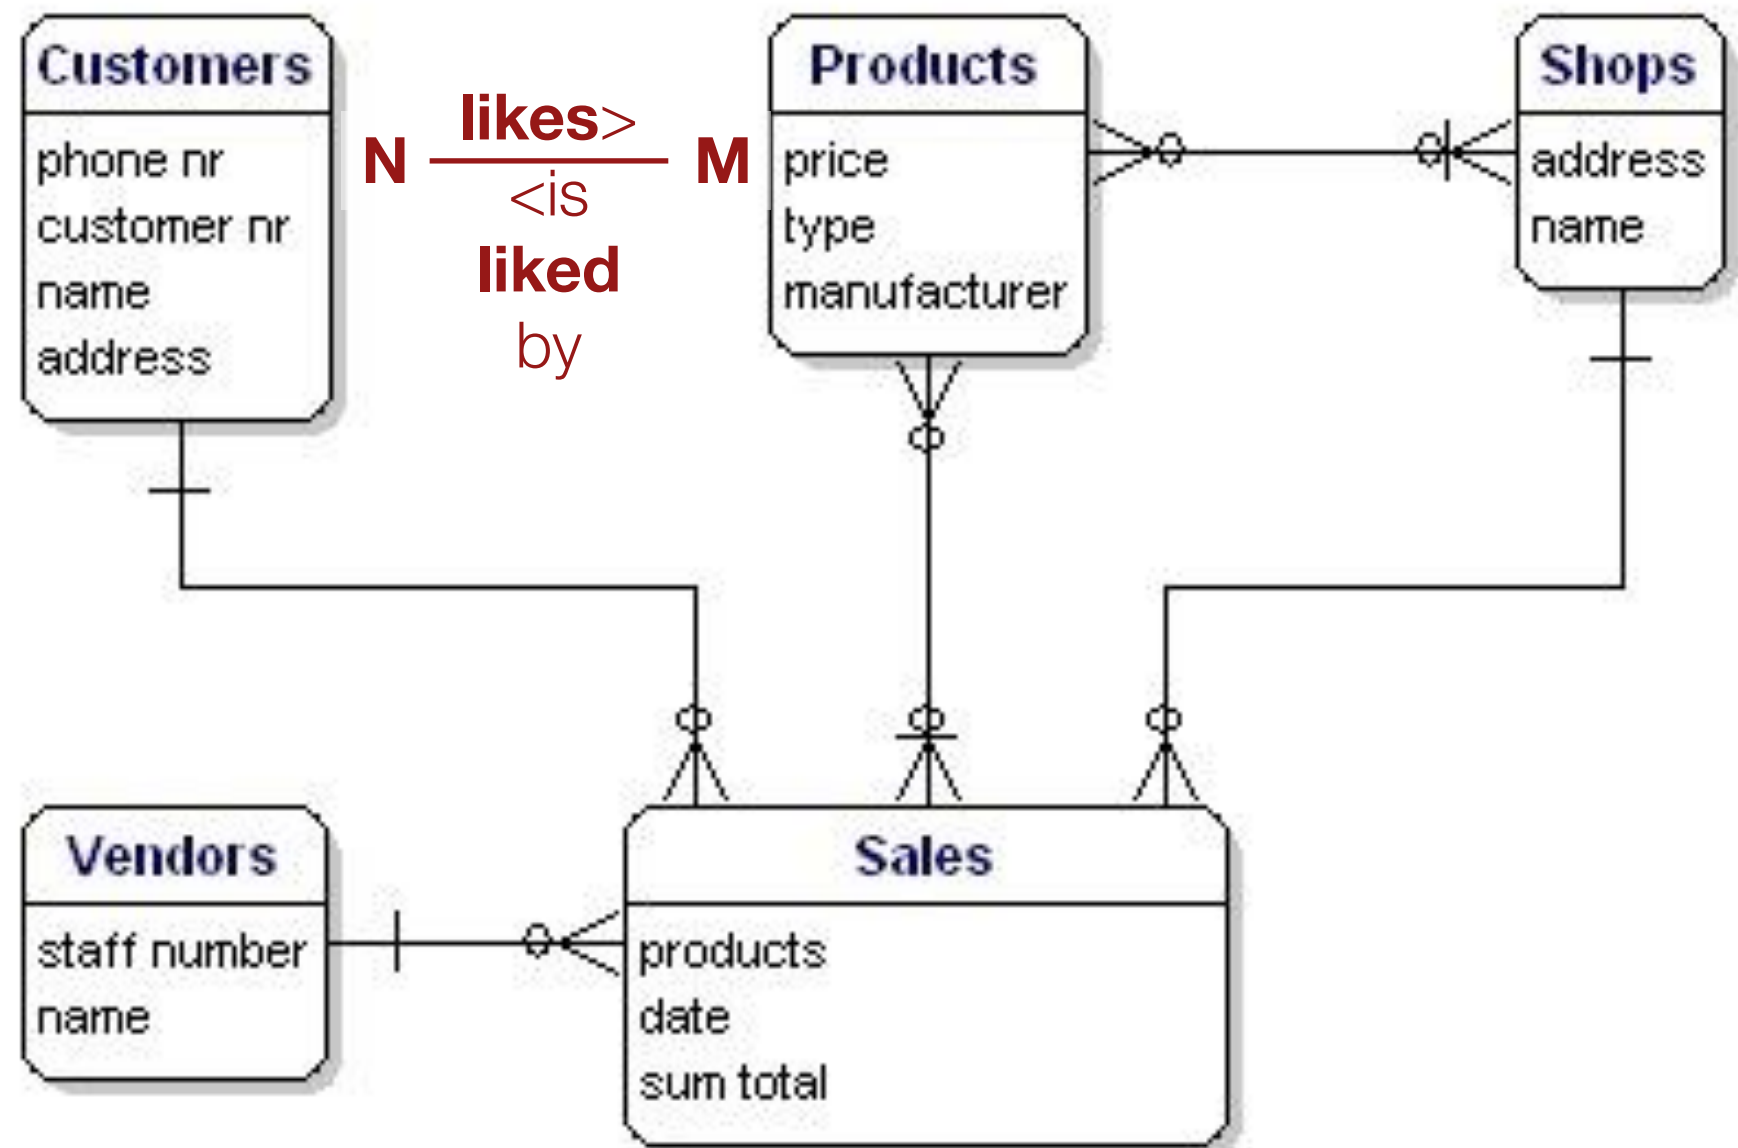 Customers
phone nr
customer nr
name
address
N
likes>
<is
liked
by
M
Products
price
type
manufacturer
Shops
address
name
Vendors
staff number
name
Sales
products
date
sum total